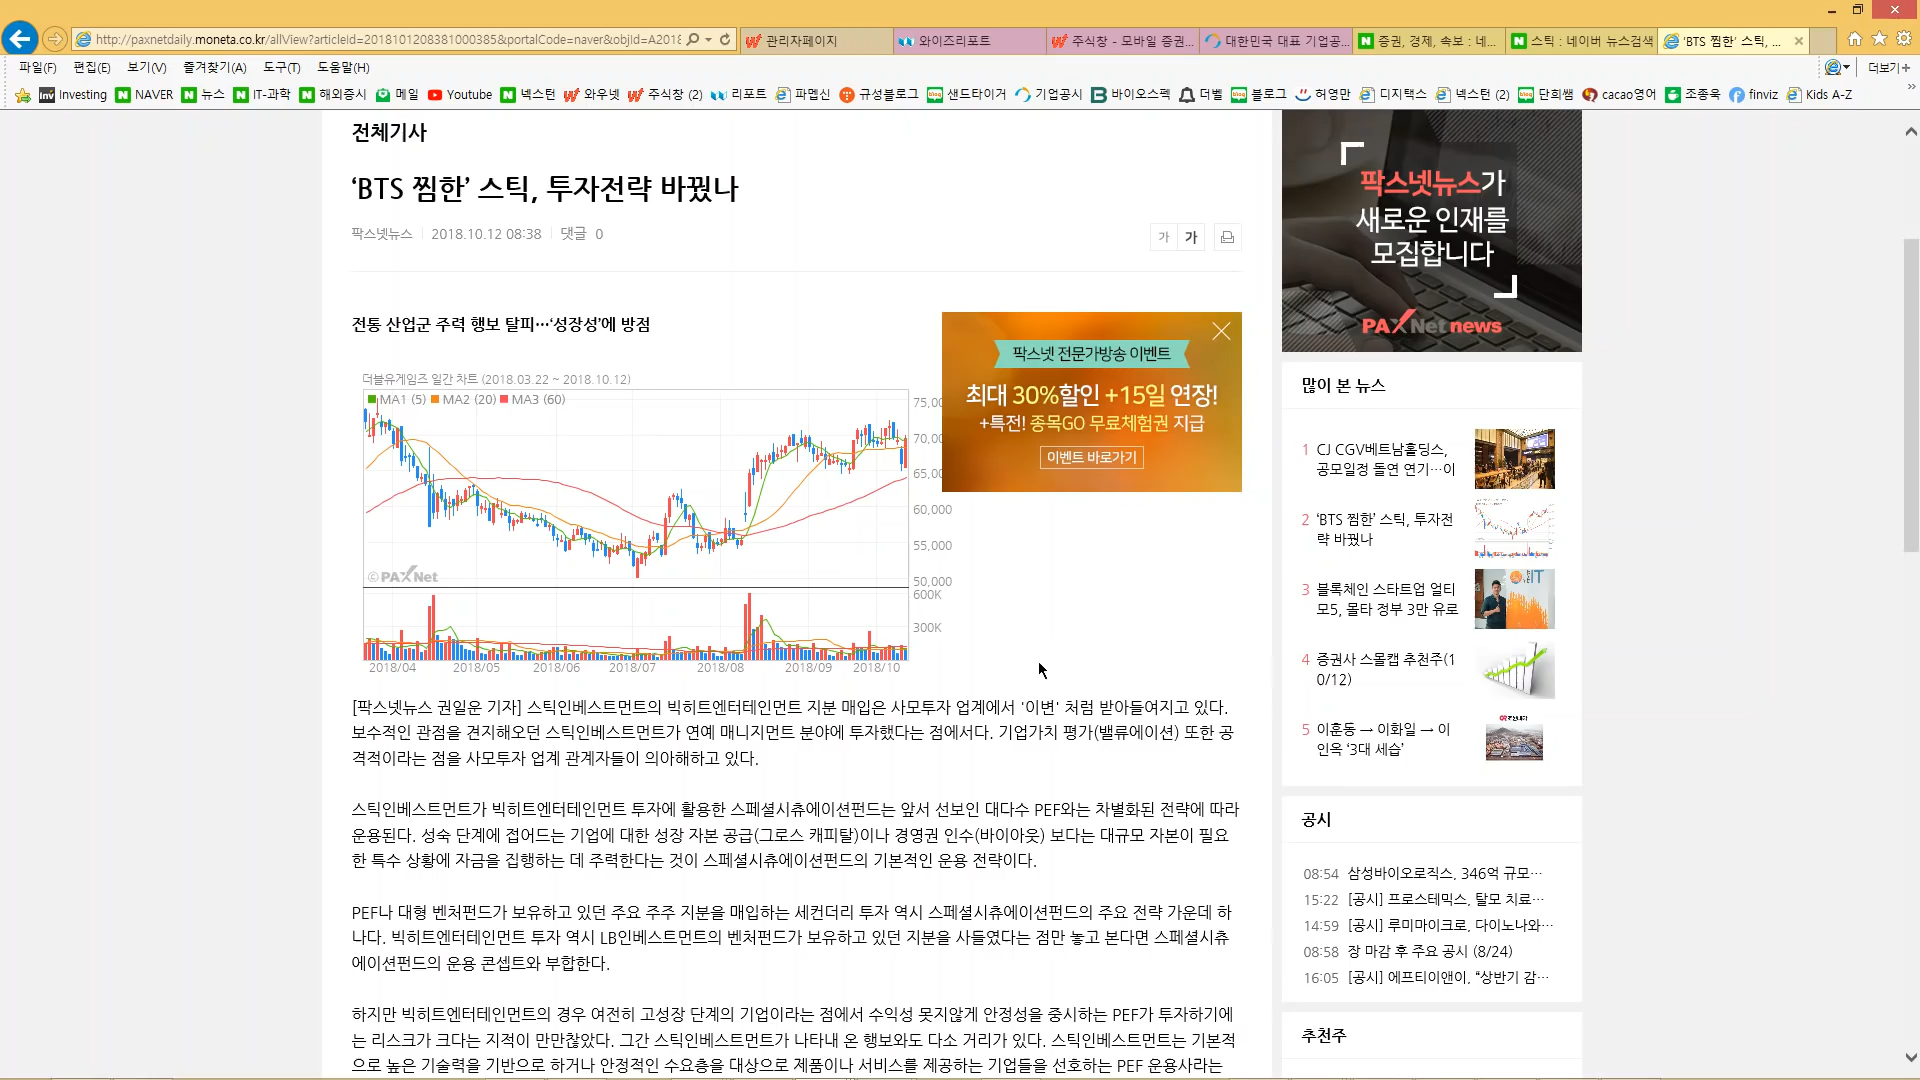 http://paxnetdaily.moneta.co.kr/allView?articleId=2018101208381000385&portalCode=naver&objId=A2018
관리자페이지
와이즈리포트
주식창 - 모바일 증권...
대한민국 대표 기업공...
증권, 경제, 속보 : 네...
스틱 : 네이버 뉴스검색
‘BTS 찜한’ 스틱, ...
파일(F) 편집(E) 보기(V) 즐겨찾기(A) 도구(T) 도움말(H)
더보기
Investing NAVER 뉴스 IT-과학 해외증시 메일 Youtube 넥스턴 와우넷 주식창 (2) 리포트 파멥신 규성블로그 샌드타이거 기업공시 바이오스펙 더벨 블로그 허영만 디지택스 넥스턴 (2) 단희쌤 cacao영어 조종욱 finviz Kids A-Z
전체기사
‘BTS 찜한’ 스틱, 투자전략 바꿨나
팍스넷뉴스 2018.10.12 08:38 댓글 0
가 가
전통 산업군 주력 행보 탈피…‘성장성’에 방점
더블유게임즈 일간 차트 (2018.03.22 ~ 2018.10.12)
MA1 (5) MA2 (20) MA3 (60)
75,00
70,00
65,00
60,000
55,000
50,000
600K
300K
©PAXNet
2018/04 2018/05 2018/06 2018/07 2018/08 2018/09 2018/10
팍스넷 전문가방송 이벤트
최대 30%할인 +15일 연장!
+특전! 종목GO 무료체험권 지급
이벤트 바로가기
[팍스넷뉴스 권일운 기자] 스틱인베스트먼트의 빅히트엔터테인먼트 지분 매입은 사모투자 업계에서 '이변' 처럼 받아들여지고 있다.
보수적인 관점을 견지해오던 스틱인베스트먼트가 연예 매니지먼트 분야에 투자했다는 점에서다. 기업가치 평가(밸류에이션) 또한 공
격적이라는 점을 사모투자 업계 관계자들이 의아해하고 있다.
스틱인베스트먼트가 빅히트엔터테인먼트 투자에 활용한 스페셜시츄에이션펀드는 앞서 선보인 대다수 PEF와는 차별화된 전략에 따라
운용된다. 성숙 단계에 접어드는 기업에 대한 성장 자본 공급(그로스 캐피탈)이나 경영권 인수(바이아웃) 보다는 대규모 자본이 필요
한 특수 상황에 자금을 집행하는 데 주력한다는 것이 스페셜시츄에이션펀드의 기본적인 운용 전략이다.
PEF나 대형 벤처펀드가 보유하고 있던 주요 주주 지분을 매입하는 세컨더리 투자 역시 스페셜시츄에이션펀드의 주요 전략 가운데 하
나다. 빅히트엔터테인먼트 투자 역시 LB인베스트먼트의 벤처펀드가 보유하고 있던 지분을 사들였다는 점만 놓고 본다면 스페셜시츄
에이션펀드의 운용 콘셉트와 부합한다.
하지만 빅히트엔터테인먼트의 경우 여전히 고성장 단계의 기업이라는 점에서 수익성 못지않게 안정성을 중시하는 PEF가 투자하기에
는 리스크가 크다는 지적이 만만찮았다. 그간 스틱인베스트먼트가 나타내 온 행보와도 다소 거리가 있다. 스틱인베스트먼트는 기본적
으로 높은 기술력을 기반으로 하거나 안정적인 수요층을 대상으로 제품이나 서비스를 제공하는 기업들을 선호하는 PEF 운용사라는
팍스넷뉴스가
새로운 인재를
모집합니다
PAXNet news
많이 본 뉴스
1 CJ CGV베트남홀딩스,
공모일정 돌연 연기…이
2 ‘BTS 찜한’ 스틱, 투자전
략 바꿨나
3 블록체인 스타트업 얼티
모5, 몰타 정부 3만 유로
4 증권사 스몰캡 추천주(1
0/12)
5 이훈동 → 이화일 → 이
인옥 ‘3대 세습’
공시
08:54 삼성바이오로직스, 346억 규모…
15:22 [공시] 프로스테믹스, 탈모 치료…
14:59 [공시] 루미마이크로, 다이노나와…
08:58 장 마감 후 주요 공시 (8/24)
16:05 [공시] 에프티이앤이, “상반기 감…
추천주